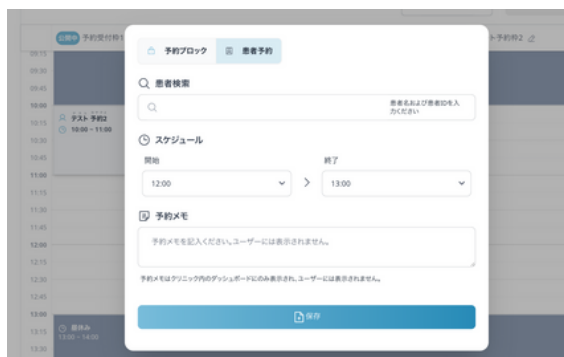 公開中 予約受付枠1
ト予約枠2
予約ブロック 患者予約
09:15
09:30
09:45
10:00
10:15
10:30
10:45
11:00
11:15
11:30
11:45
12:00
12:15
12:30
12:45
13:00
13:15
13:30
テスト 予約2
10:00 - 11:00
昼休み
13:00 - 14:00
患者検索
患者名および患者IDを入
力ください
スケジュール
開始 終了
12:00 > 13:00
予約メモ
予約メモを記入ください。ユーザーには表示されません。
予約メモはクリニック内のダッシュボードにのみ表示され、ユーザーには表示されません。
保存